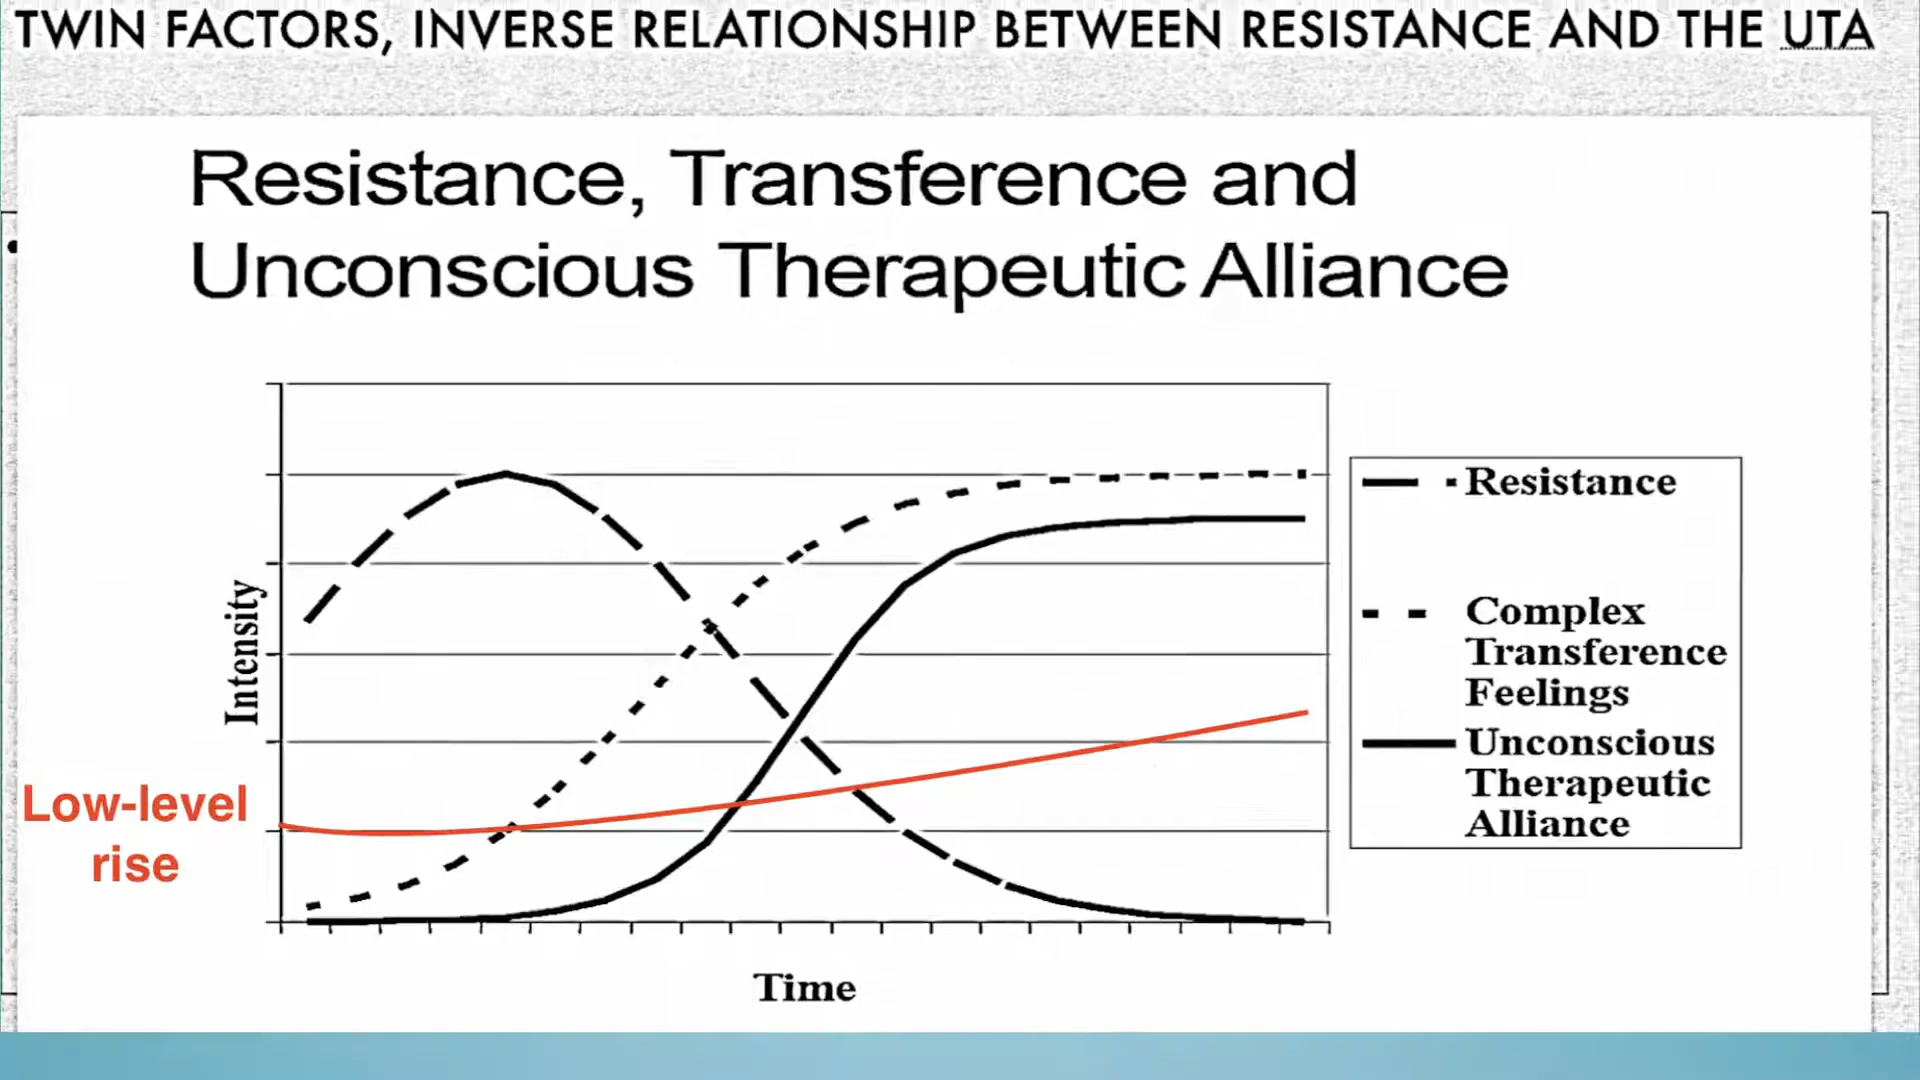 TWIN FACTORS, INVERSE RELATIONSHIP BETWEEN RESISTANCE AND THE UTA
Resistance, Transference and
Unconscious Therapeutic Alliance
Intensity
Low-level
rise
Time
Resistance
Complex
Transference
Feelings
Unconscious
Therapeutic
Alliance